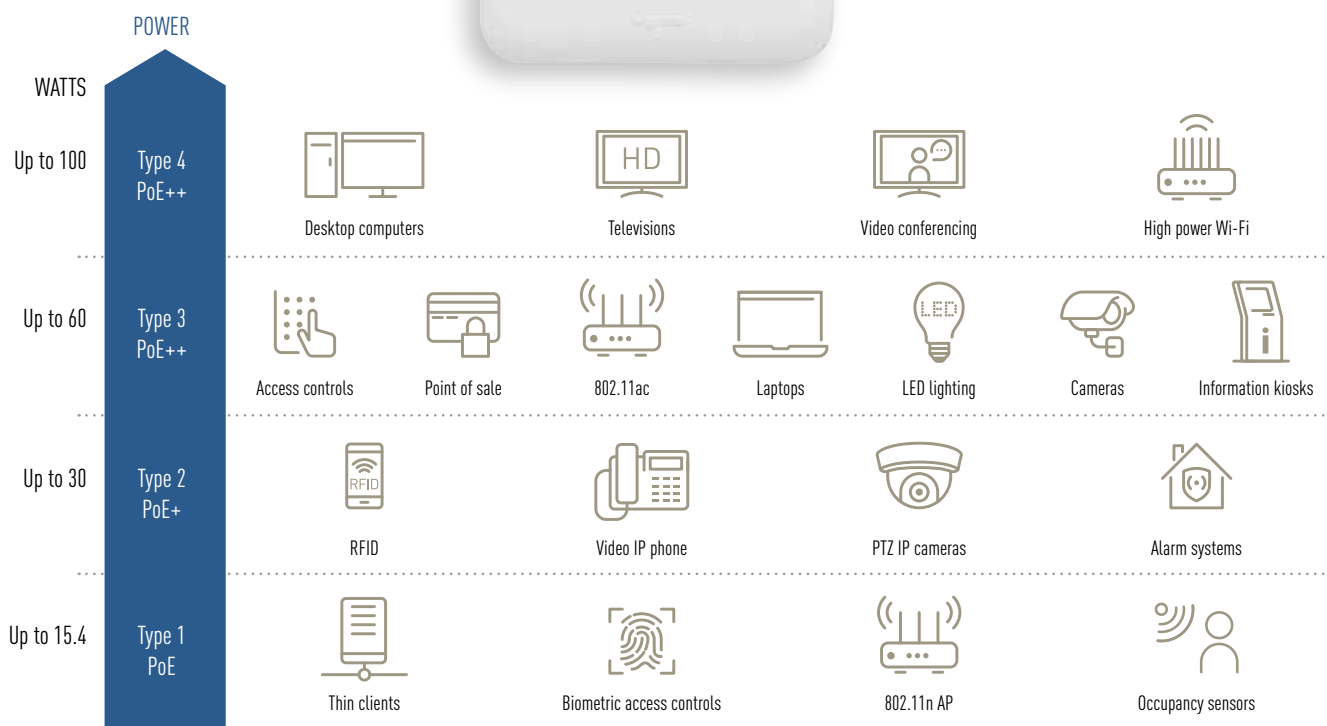 POWER
WATTS
Up to 100
Type 4
PoE++
HD
Desktop computers
Televisions
Video conferencing
High power Wi-Fi
Up to 60
Type 3
PoE++
LED
Access controls
Point of sale
802.11ac
Laptops
LED lighting
Cameras
Information kiosks
Up to 30
Type 2
PoE+
RFID
RFID
Video IP phone
PTZ IP cameras
Alarm systems
Up to 15.4
Type 1
PoE
Thin clients
Biometric access controls
802.11n AP
Occupancy sensors